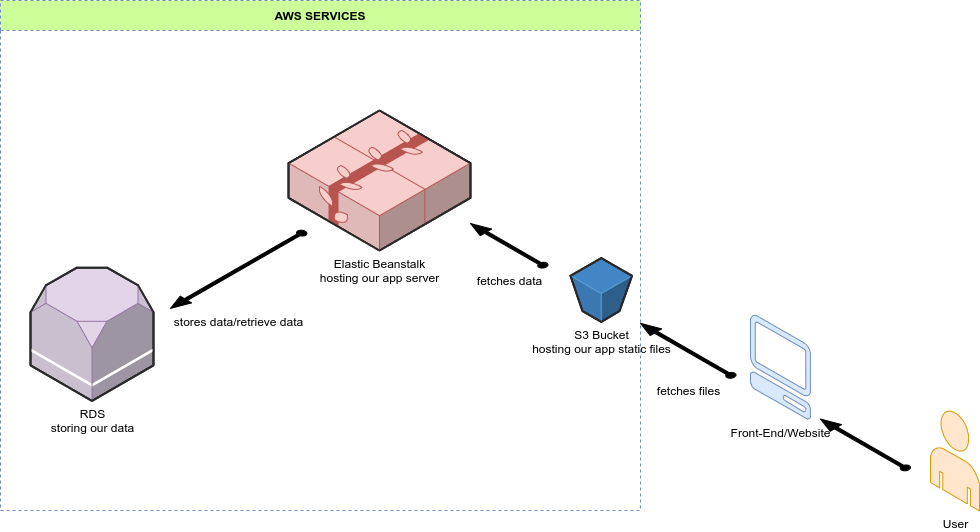 AWS SERVICES
Elastic Beanstalk
hosting our app server
fetches data
stores data/retrieve data
S3 Bucket
hosting our app static files
fetches files
RDS
storing our data
Front-End/Website
User